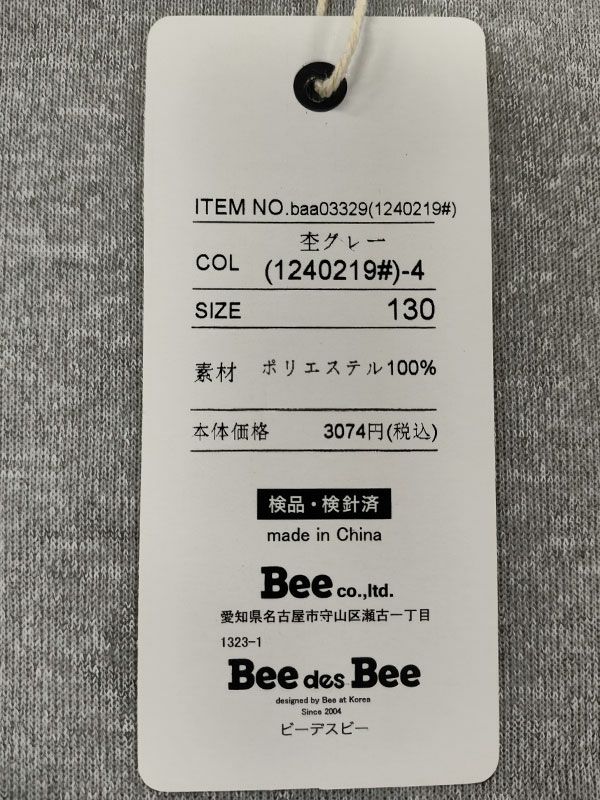 ITEM NO.baa03329(1240219#)
杢グレー
COL (1240219#)-4
SIZE 130
素材 ポリエステル100%
本体価格 3074円(税込)
検品・検針済
made in China
Bee co.,ltd.
愛知県名古屋市守山区瀬古一丁目
1323-1
Bee des Bee
designed by Bee at Korea
Since 2004
ビーデスビー